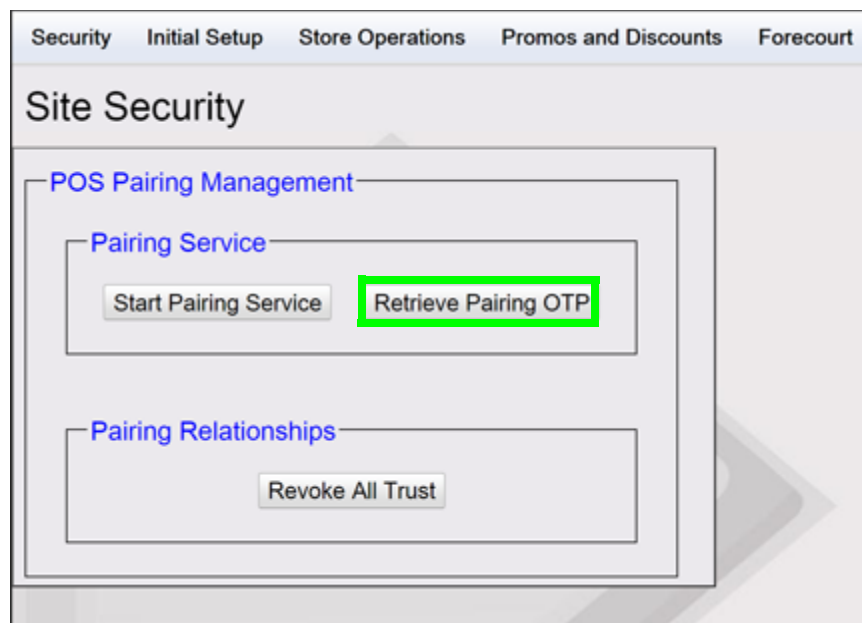 Security Initial Setup Store Operations Promos and Discounts Forecourt
Site Security
POS Pairing Management
Pairing Service
Start Pairing Service Retrieve Pairing OTP
Pairing Relationships
Revoke All Trust